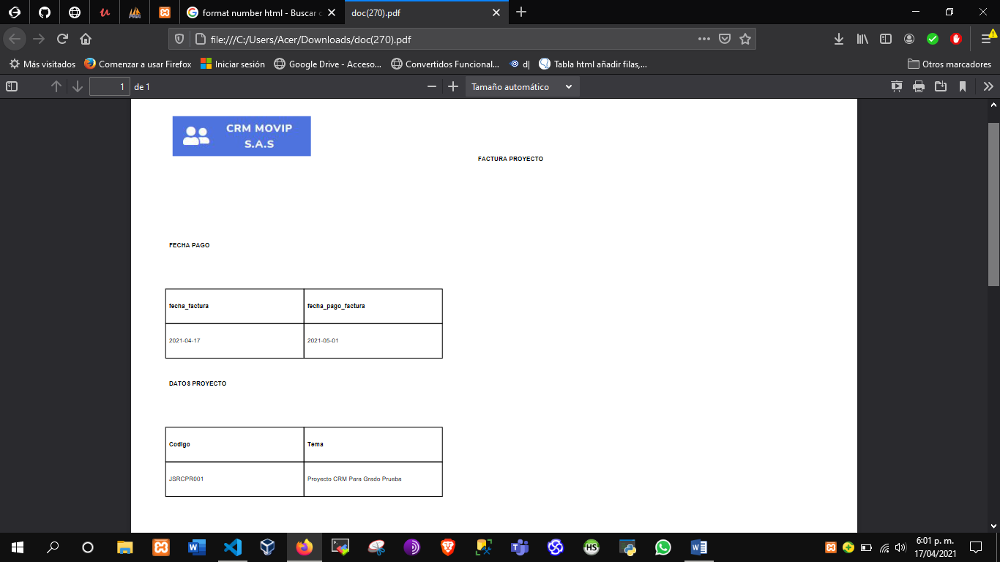 format number html - Buscar c
doc(270).pdf
file:///C:/Users/Acer/Downloads/doc(270).pdf
Más visitados
Comenzar a usar Firefox
Iniciar sesión
Google Drive - Acceso...
Convertidos Funcional...
d|
Tabla html añadir filas,...
Otros marcadores
1 de 1
Tamaño automático
CRM MOVIP
S.A.S
FACTURA PROYECTO
FECHA PAGO
fecha_factura fecha_pago_factura
2021-04-17 2021-05-01
DATOS PROYECTO
Codigo Tema
JSRCPR001 Proyecto CRM Para Grado Prueba
HS
6:01 p. m.
17/04/2021